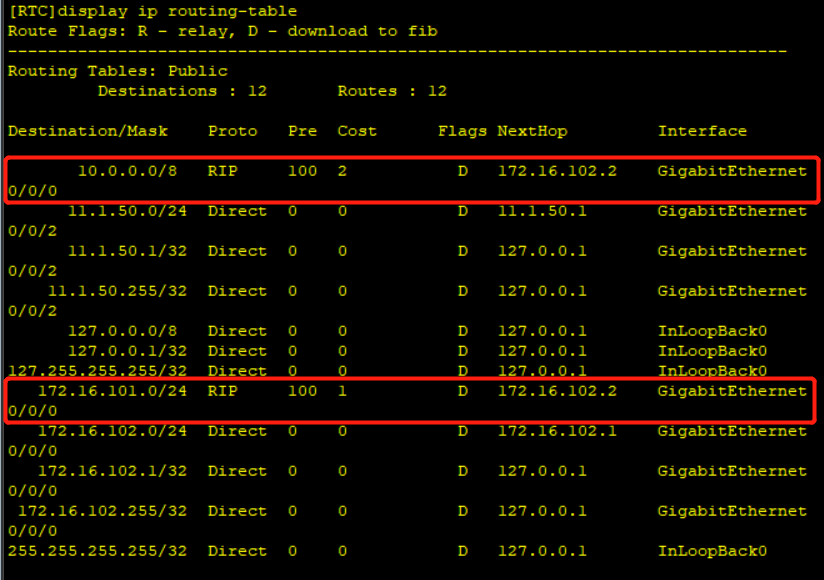 [RTC]display ip routing-table
Route Flags: R - relay, D - download to fib
------------------------------------------------------------------------------
Routing Tables: Public
         Destinations : 12       Routes : 12

Destination/Mask    Proto   Pre  Cost      Flags NextHop         Interface

       10.0.0.0/8   RIP     100  2           D   172.16.102.2    GigabitEthernet
0/0/0
      11.1.50.0/24  Direct  0    0           D   11.1.50.1       GigabitEthernet
0/0/2
      11.1.50.1/32  Direct  0    0           D   127.0.0.1       GigabitEthernet
0/0/2
    11.1.50.255/32  Direct  0    0           D   127.0.0.1       GigabitEthernet
0/0/2
      127.0.0.0/8   Direct  0    0           D   127.0.0.1       InLoopBack0
      127.0.0.1/32  Direct  0    0           D   127.0.0.1       InLoopBack0
127.255.255.255/32  Direct  0    0           D   127.0.0.1       InLoopBack0
   172.16.101.0/24  RIP     100  1           D   172.16.102.2    GigabitEthernet
0/0/0
   172.16.102.0/24  Direct  0    0           D   172.16.102.1    GigabitEthernet
0/0/0
   172.16.102.1/32  Direct  0    0           D   127.0.0.1       GigabitEthernet
0/0/0
 172.16.102.255/32  Direct  0    0           D   127.0.0.1       GigabitEthernet
0/0/0
255.255.255.255/32  Direct  0    0           D   127.0.0.1       InLoopBack0